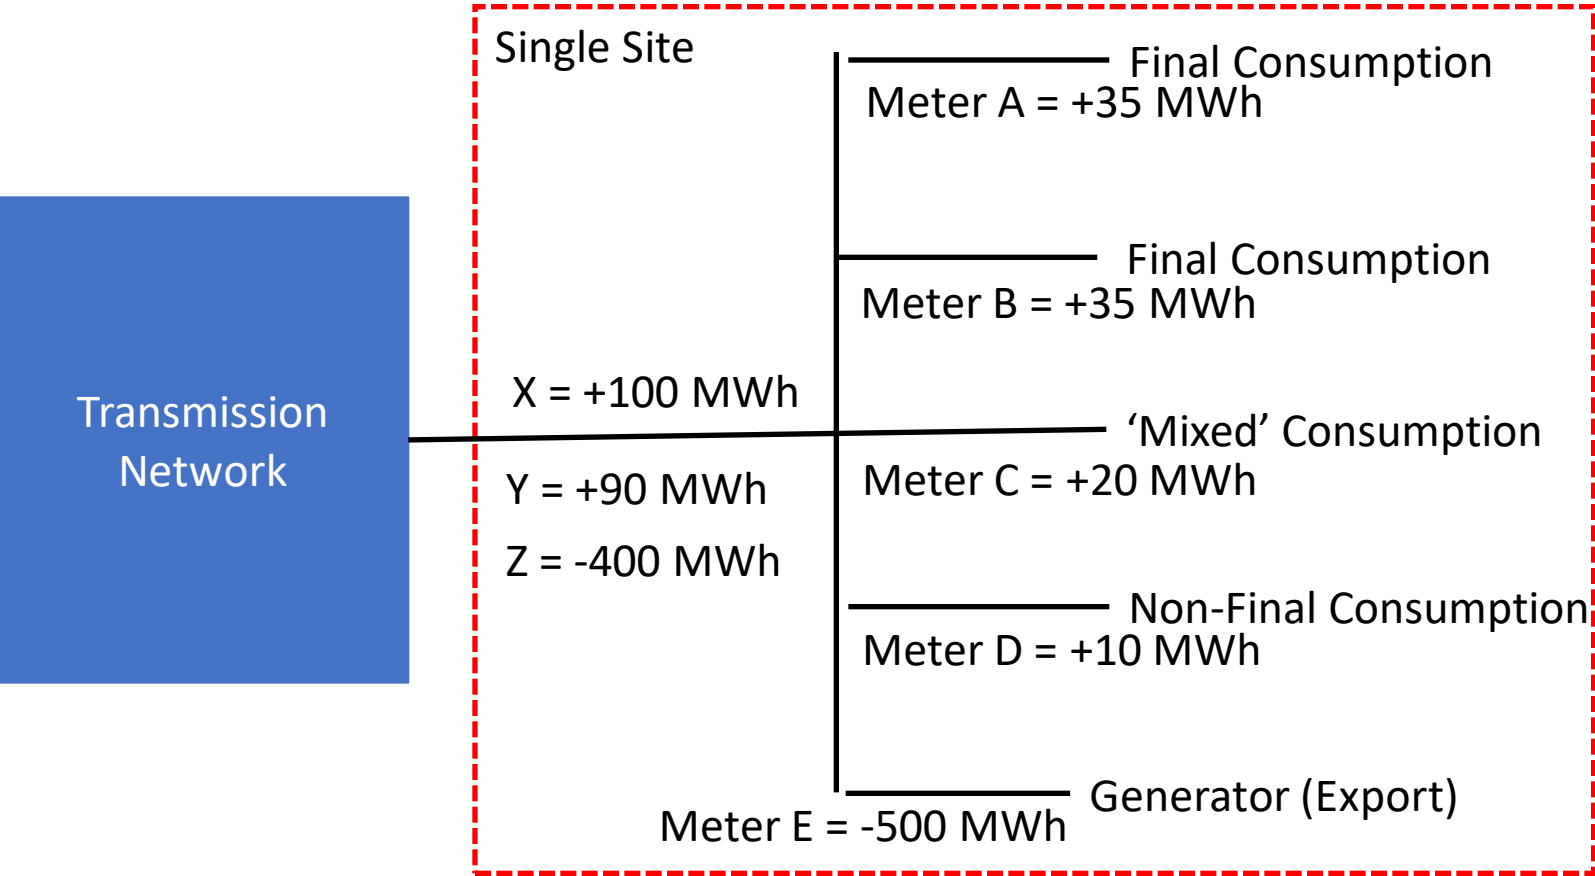 Single Site
Final Consumption
Meter A = +35 MWh
Final Consumption
Meter B = +35 MWh
Transmission
Network
X = +100 MWh
Y = +90 MWh
Z = -400 MWh
‘Mixed’ Consumption
Meter C = +20 MWh
Non-Final Consumption
Meter D = +10 MWh
Generator (Export)
Meter E = -500 MWh